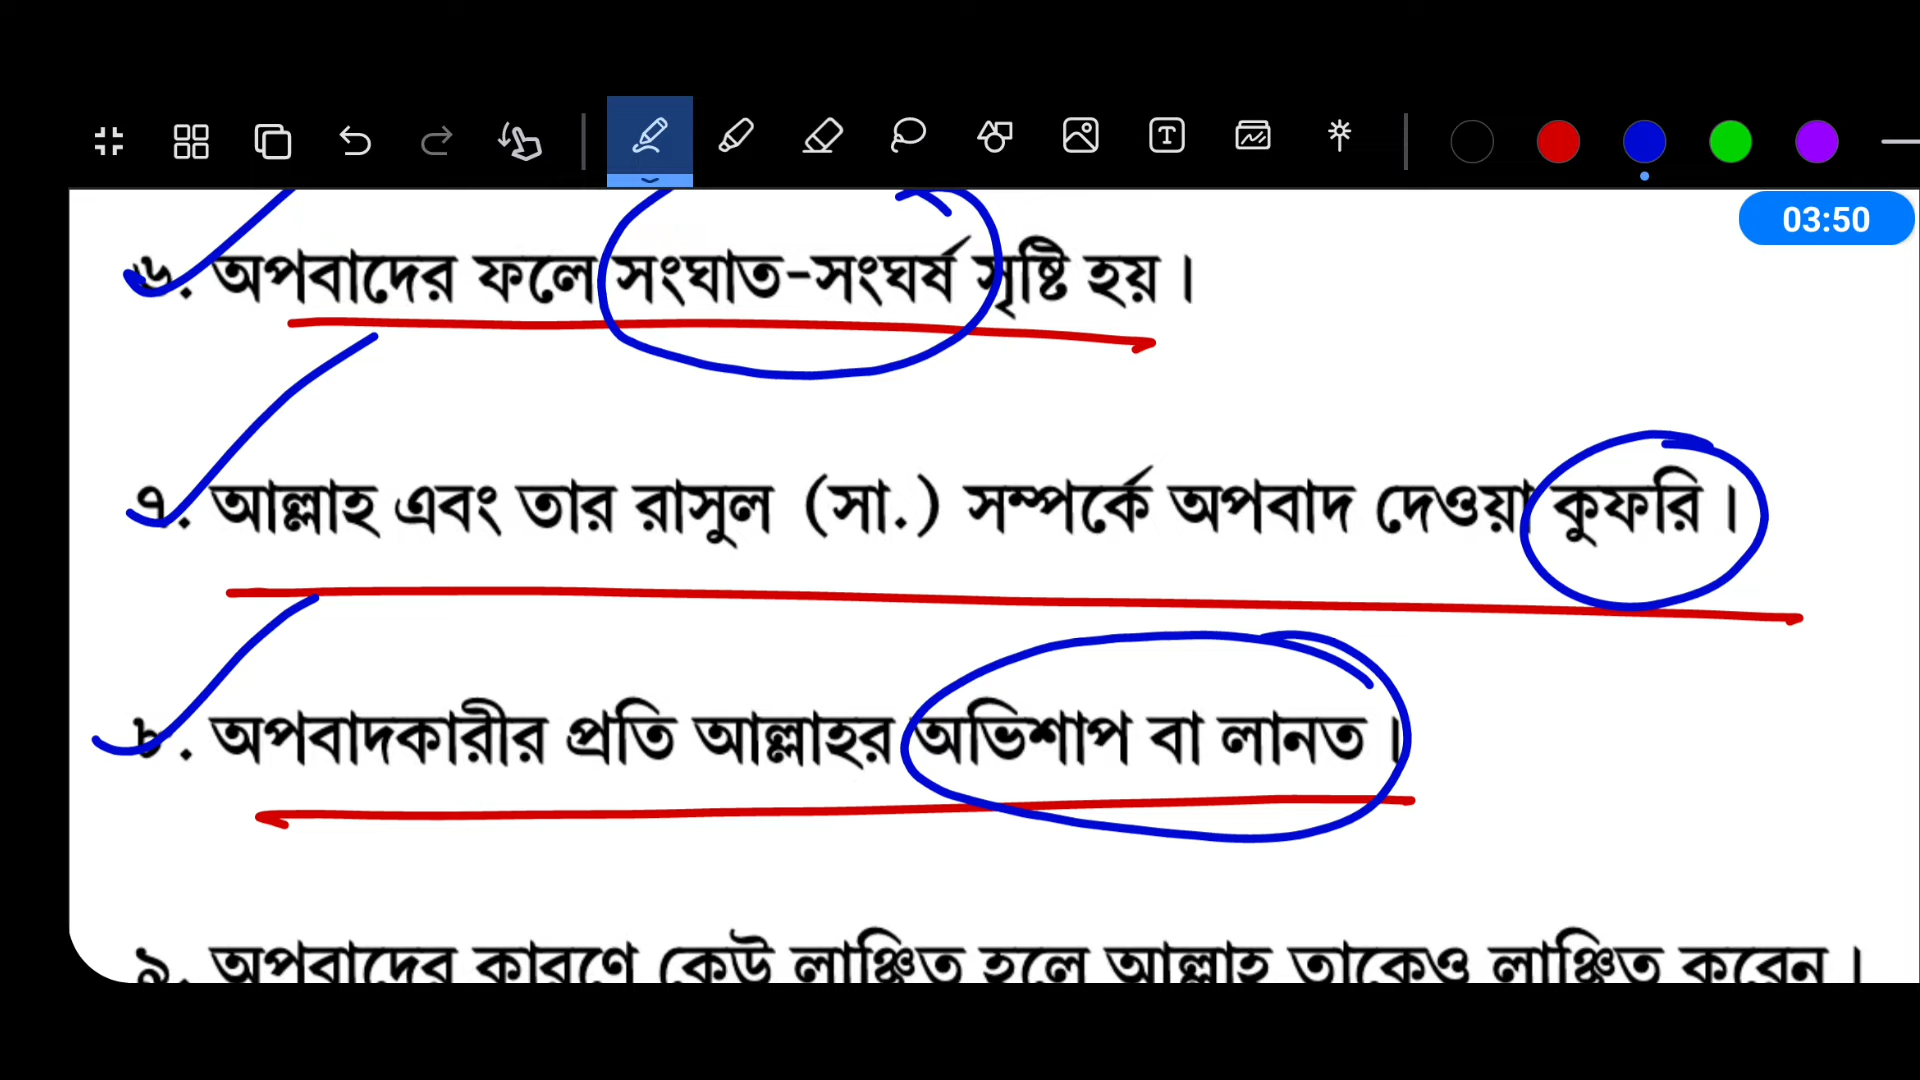 03:50
৬. অপবাদের ফলে সংঘাত-সংঘর্ষ সৃষ্টি হয়।
৭. আল্লাহ এবং তার রাসুল (সা.) সম্পর্কে অপবাদ দেওয়া কুফরি।
৮. অপবাদকারীর প্রতি আল্লাহর অভিশাপ বা লানত।
৯. অপবাদের কারণে কেউ লাঞ্ছিত হলে আল্লাহ তাকেও লাঞ্ছিত করেন।